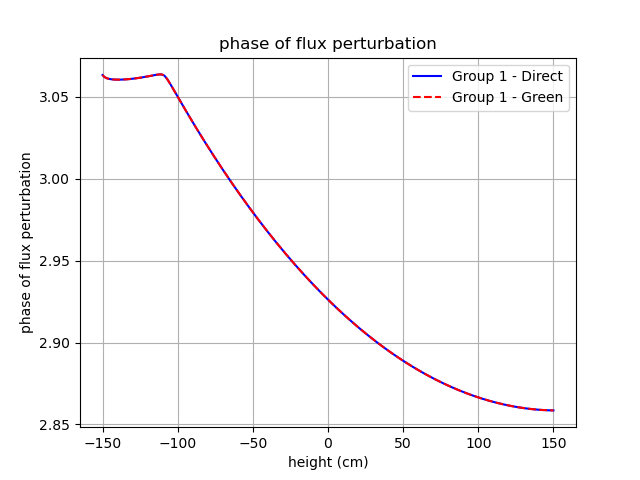 phase of flux perturbation
Group 1 - Direct
Group 1 - Green
phase of flux perturbation
3.05
3.00
2.95
2.90
2.85
−150
−100
−50
0
50
100
150
height (cm)